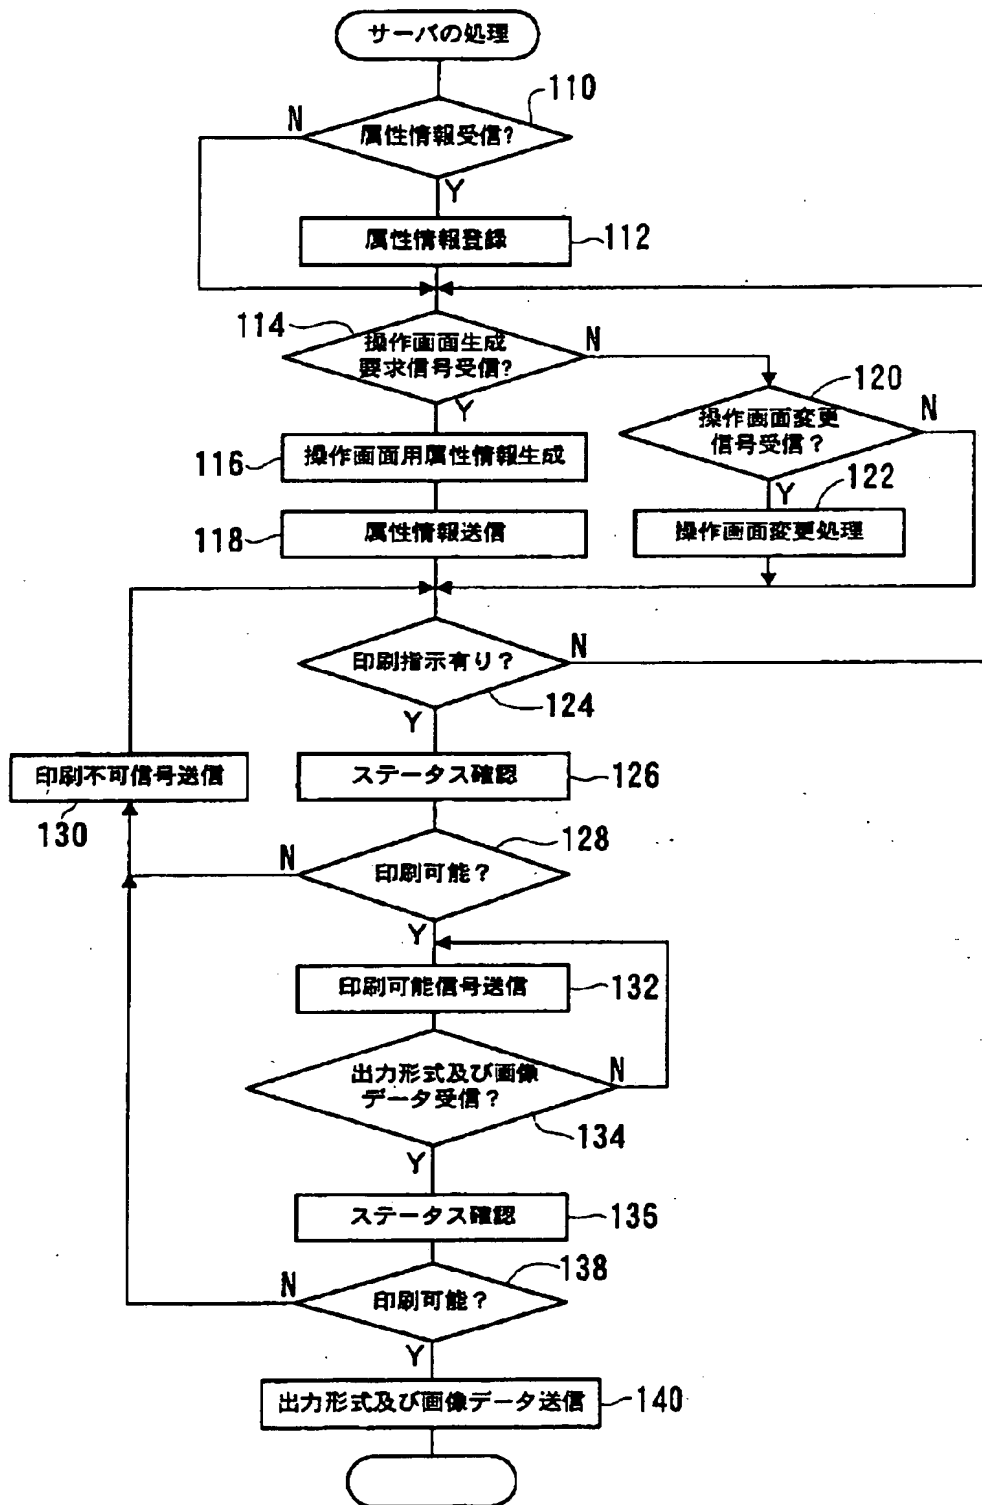 サーバの処理
110
N
属性情報受信?
Y
属性情報登録
112
114
操作画面生成
要求信号受信?
N
Y
120
操作画面変更
信号受信?
N
116
操作画面用属性情報生成
Y
122
118
属性情報送信
操作画面変更処理
印刷指示有り?
N
124
Y
印刷不可信号送信
130
ステータス確認
126
128
N
印刷可能?
Y
印刷可能信号送信
132
出力形式及び画像
データ受信?
N
134
Y
ステータス確認
136
138
N
印刷可能?
Y
出力形式及び画像データ送信
140